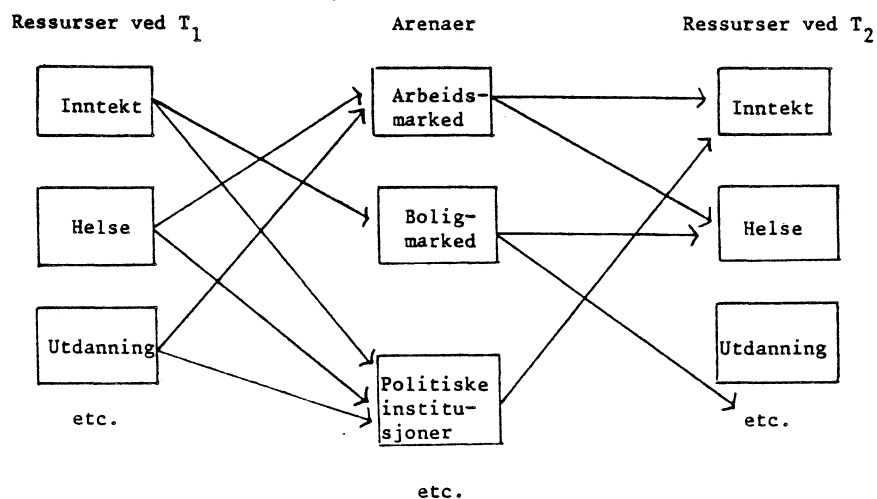 Ressurser ved T1
Arenaer
Ressurser ved T2
Inntekt
Helse
Utdanning
etc.
Arbeids-
marked
Bolig-
marked
Politiske
institu-
sjoner
etc.
Inntekt
Helse
Utdanning
etc.